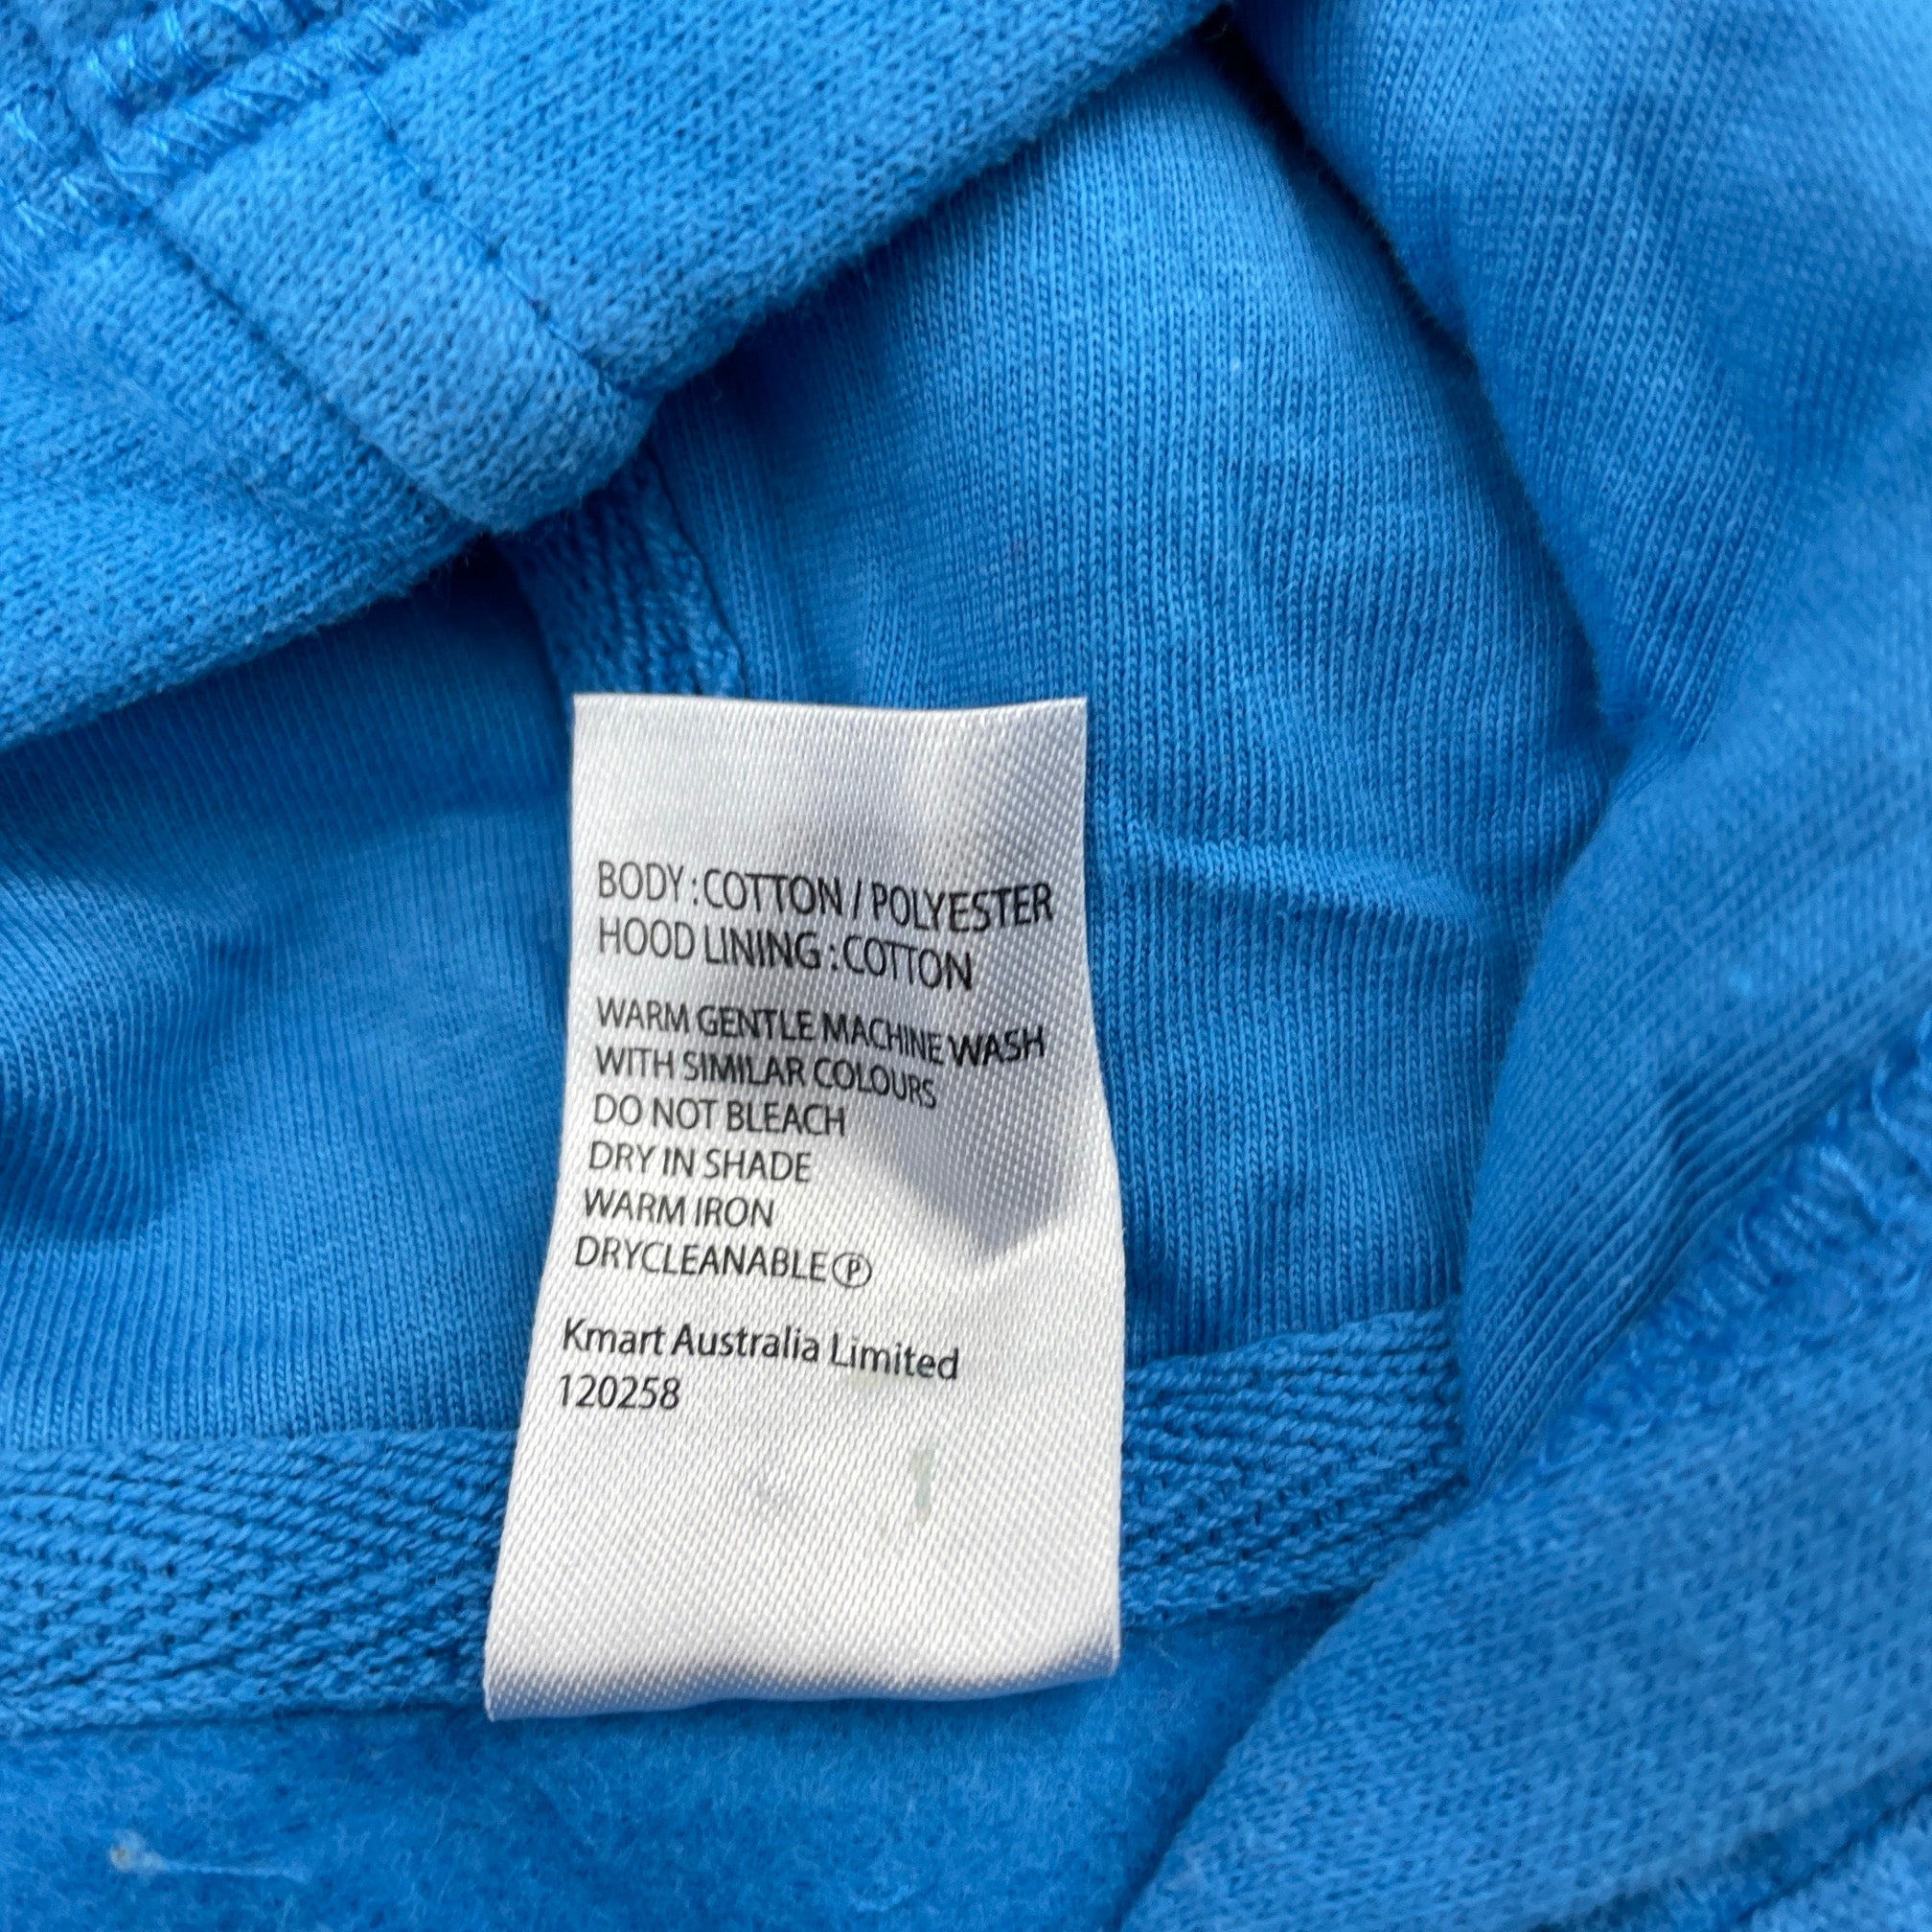 BODY : COTTON / POLYESTER
HOOD LINING : COTTON
WARM GENTLE MACHINE WASH
WITH SIMILAR COLOURS
DO NOT BLEACH
DRY IN SHADE
WARM IRON
DRYCLEANABLE Ⓟ
Kmart Australia Limited
120258